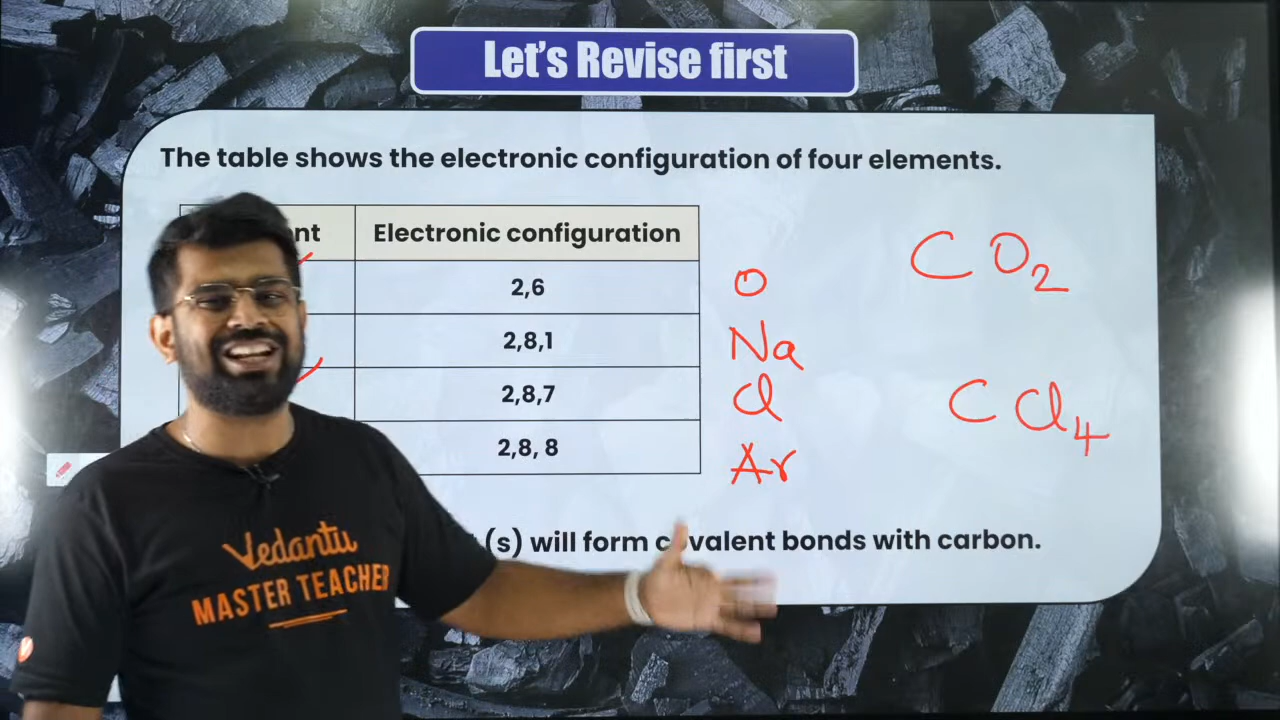 Let's Revise first
The table shows the electronic configuration of four elements.
Electronic configuration
2,6
O
2,8,1
Na
2,8,7
Cl
2,8, 8
Ar
CO2
CCl4
(s) will form covalent bonds with carbon.
Vedantu
MASTER TEACHER